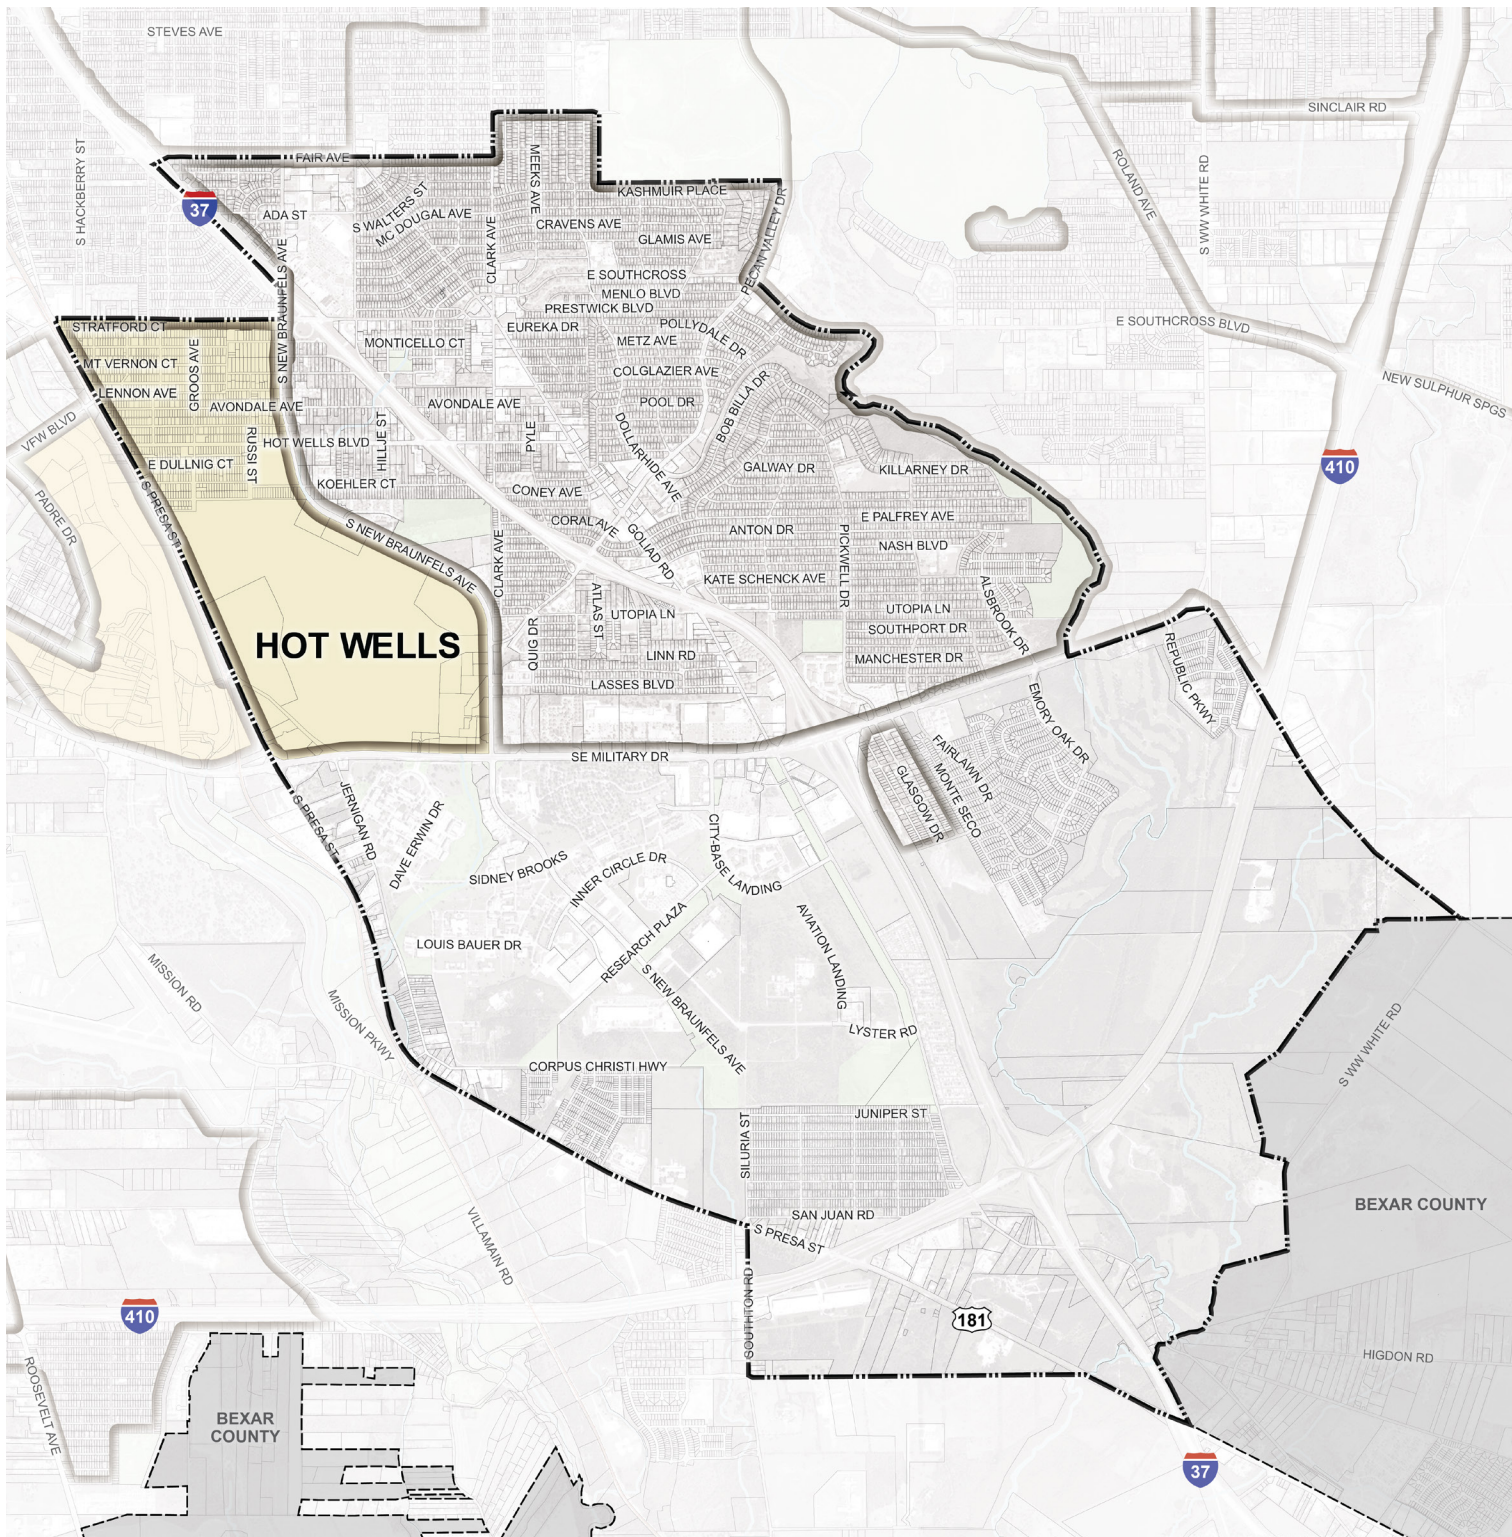 STEVES AVE
SINCLAIR RD
S HACKBERRY ST
FAIR AVE
MEEKS AVE
ROLAND AVE
S WW WHITE RD
KASHMUIR PLACE
37
ADA ST
S WALTERS ST
MC DOUGAL AVE
CLARK AVE
CRAVENS AVE
GLAMIS AVE
PECAN VALLEY DR
S NEW BRAUNFELS AVE
E SOUTHCROSS
MENLO BLVD
PRESTWICK BLVD
STRATFORD CT
EUREKA DR
POLLYDALE DR
E SOUTHCROSS BLVD
MONTICELLO CT
METZ AVE
MT VERNON CT
GROOS AVE
COLGLAZIER AVE
NEW SULPHUR SPGS
LENNON AVE
AVONDALE AVE
AVONDALE AVE
POOL DR
BOB BILLA DR
VFW BLVD
RUSSI ST
HOT WELLS BLVD
HILLJE ST
PYLE
DOLLARHIDE AVE
E DULLNIG CT
GALWAY DR
KILLARNEY DR
410
KOEHLER CT
CONEY AVE
PADRE DR
S PRESA ST
S NEW BRAUNFELS AVE
CORAL AVE
GOLIAD RD
ANTON DR
E PALFREY AVE
PICKWELL DR
NASH BLVD
CLARK AVE
KATE SCHENCK AVE
ALSBROOK DR
ATLAS ST
UTOPIA LN
UTOPIA LN
SOUTHPORT DR
HOT WELLS
QUIG DR
LINN RD
MANCHESTER DR
REPUBLIC PKWY
LASSES BLVD
EMORY OAK DR
SE MILITARY DR
FAIRLAWN DR
MONTE SECO
GLASGOW DR
JERNIGAN RD
S PRESA ST
DAVE ERWIN DR
CITY-BASE LANDING
SIDNEY BROOKS
INNER CIRCLE DR
RESEARCH PLAZA
AVIATION LANDING
LOUIS BAUER DR
MISSION RD
MISSION PKWY
S NEW BRAUNFELS AVE
LYSTER RD
S WW WHITE RD
CORPUS CHRISTI HWY
JUNIPER ST
SILURIA ST
BEXAR COUNTY
SAN JUAN RD
VILLAMAIN RD
S PRESA ST
SOUTHTON RD
410
181
HIGDON RD
ROOSEVELT AVE
BEXAR
COUNTY
37